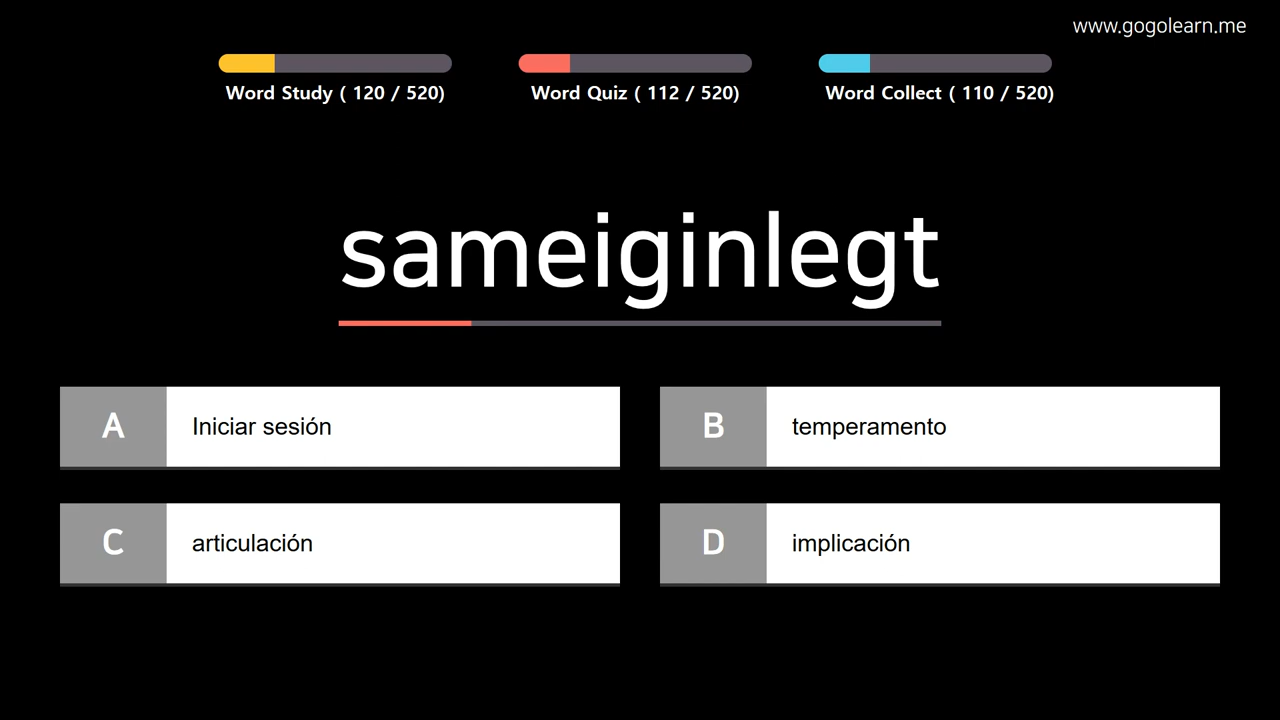 www.gogolearn.me
Word Study ( 120 / 520)
Word Quiz ( 112 / 520)
Word Collect ( 110 / 520)
sameiginlegt
A
Iniciar sesión
B
temperamento
C
articulación
D
implicación